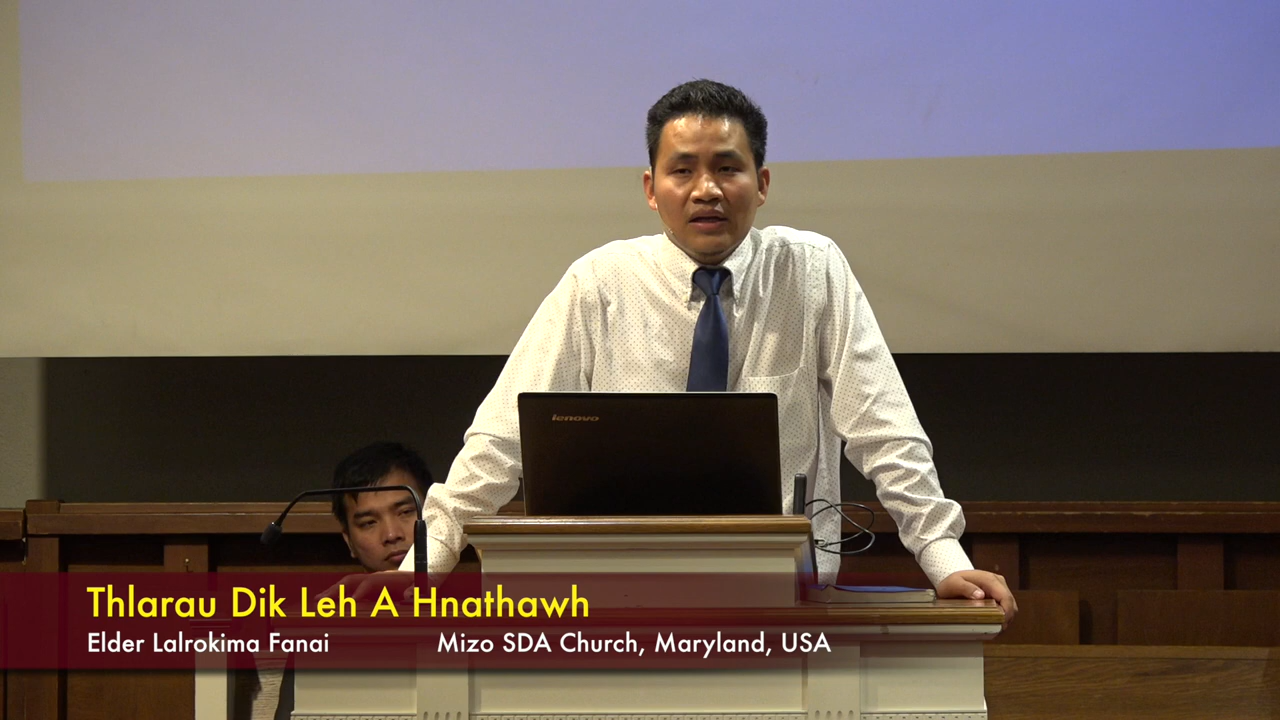 lenovo
Thlarau Dik Leh A Hnathawh
Elder Lalrokima Fanai Mizo SDA Church, Maryland, USA